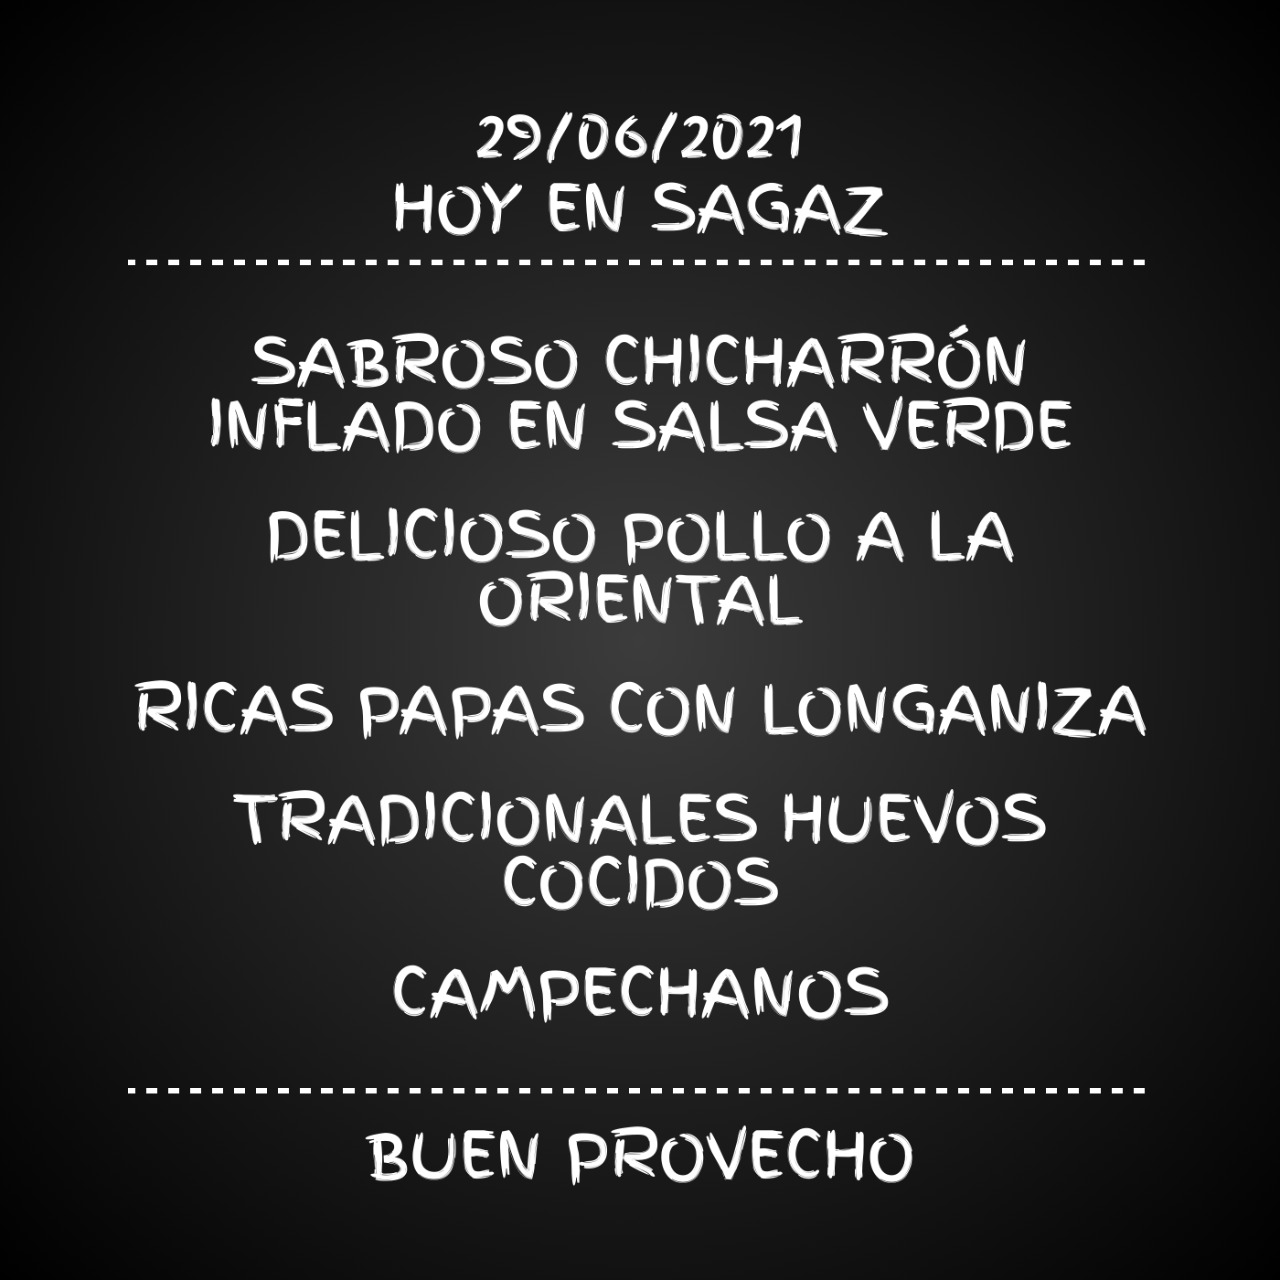 29/06/2021
HOY EN SAGAZ
SABROSO CHICHARRÓN
INFLADO EN SALSA VERDE
DELICIOSO POLLO A LA
ORIENTAL
RICAS PAPAS CON LONGANIZA
TRADICIONALES HUEVOS
COCIDOS
CAMPECHANOS
BUEN PROVECHO